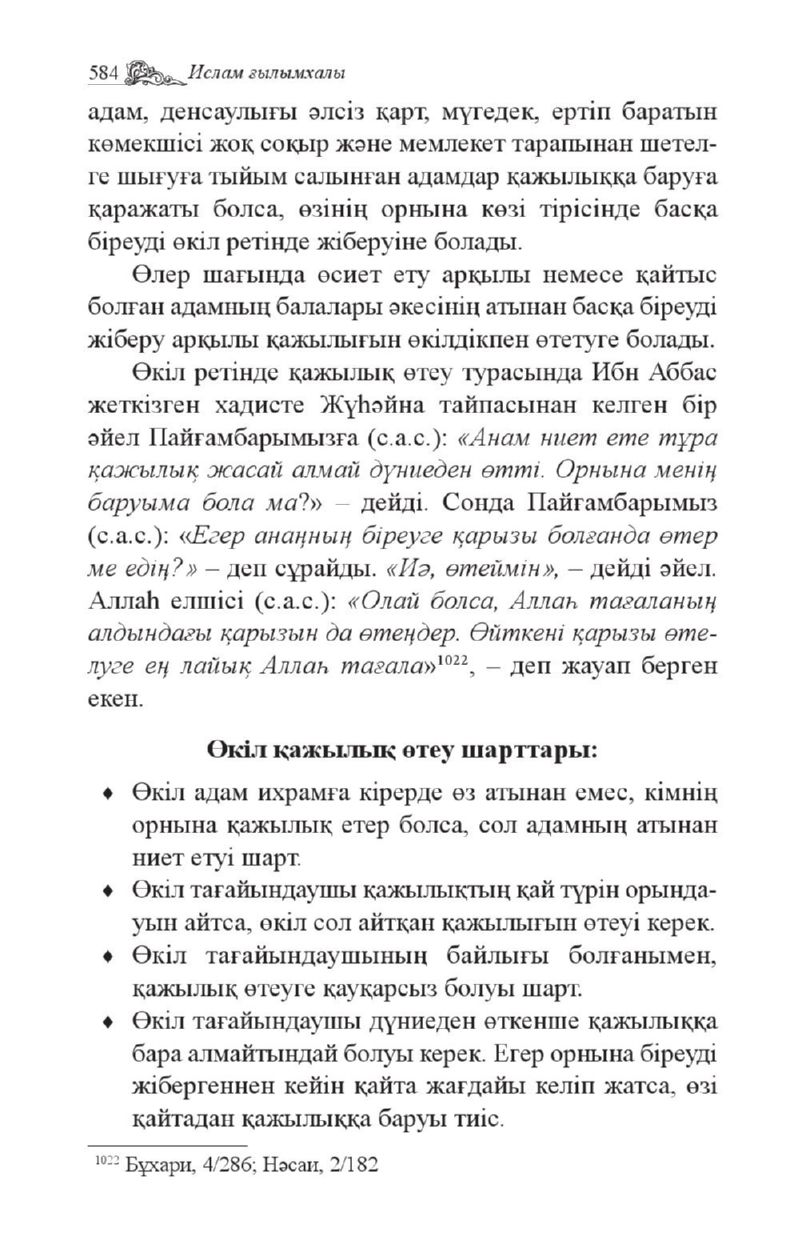 584 Ислам ғылымхалы
адам, денсаулығы әлсіз қарт, мүгедек, ертіп баратын
көмекшісі жоқ соқыр және мемлекет тарапынан шетел-
ге шығуға тыйым салынған адамдар қажылыққа баруға
қаражаты болса, өзінің орнына көзі тірісінде басқа
біреуді өкіл ретінде жіберуіне болады.
Өлер шағында өсиет ету арқылы немесе қайтыс
болған адамның балалары әкесінің атынан басқа біреуді
жіберу арқылы қажылығын өкілдікпен өтетуге болады.
Өкіл ретінде қажылық өтеу турасында Ибн Аббас
жеткізген хадисте Жүһәйна тайпасынан келген бір
әйел Пайғамбарымызға (с.а.с.): «Анам ниет ете тұра
қажылық жасай алмай дүниеден өтті. Орнына менің
баруыма бола ма?» – дейді. Сонда Пайғамбарымыз
(с.а.с.): «Егер анаңның біреуге қарызы болғанда өтер
ме едің?» – деп сұрайды. «Иә, өтеймін», – дейді әйел.
Аллаһ елшісі (с.а.с.): «Олай болса, Аллаһ тағаланың
алдындағы қарызын да өтеңдер. Өйткені қарызы өте-
луге ең лайық Аллаһ тағала»¹⁰²², – деп жауап берген
екен.
Өкіл қажылық өтеу шарттары:
♦ Өкіл адам ихрамға кірерде өз атынан емес, кімнің
орнына қажылық етер болса, сол адамның атынан
ниет етуі шарт.
♦ Өкіл тағайындаушы қажылықтың қай түрін орында-
уын айтса, өкіл сол айтқан қажылығын өтеуі керек.
♦ Өкіл тағайындаушының байлығы болғанымен,
қажылық өтеуге қауқарсыз болуы шарт.
♦ Өкіл тағайындаушы дүниеден өткенше қажылыққа
бара алмайтындай болуы керек. Егер орнына біреуді
жібергеннен кейін қайта жағдайы келіп жатса, өзі
қайтадан қажылыққа баруы тиіс.
¹⁰²² Бұхари, 4/286; Нәсаи, 2/182